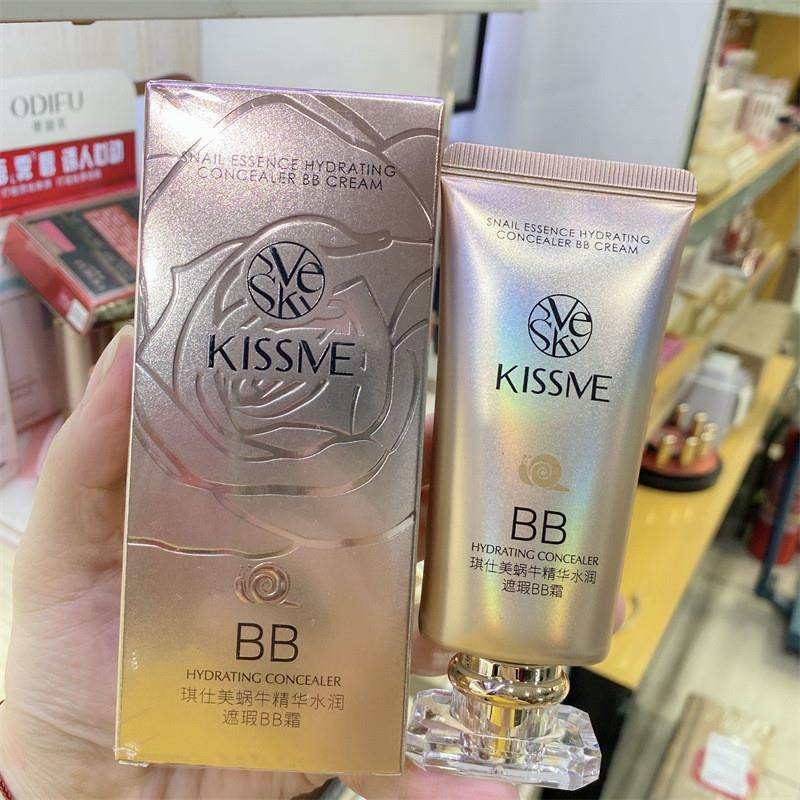 ODIFU
SNAIL ESSENCE HYDRATING
CONCEALER BB CREAM
KISSME
BB
HYDRATING CONCEALER
琪仕美蜗牛精华水润
遮瑕BB霜
SNAIL ESSENCE HYDRATING
CONCEALER BB CREAM
KISSME
BB
HYDRATING CONCEALER
琪仕美蜗牛精华水润
遮瑕BB霜